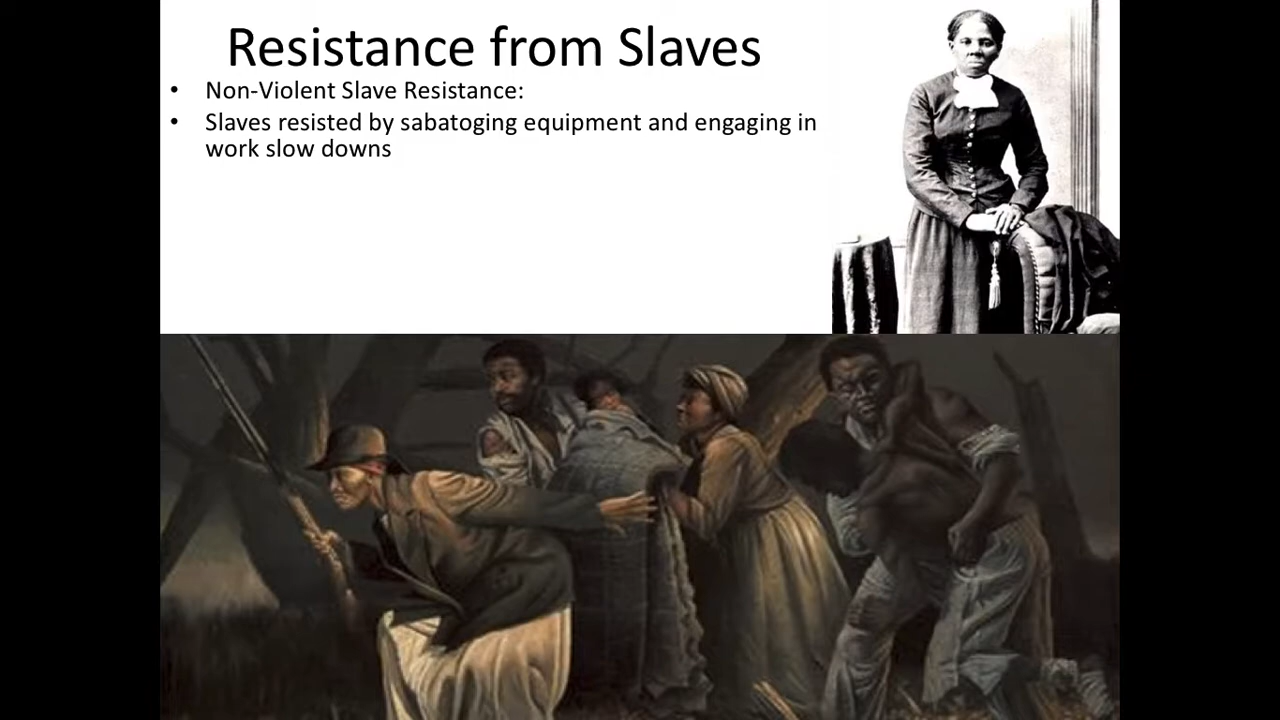 Resistance from Slaves
• Non-Violent Slave Resistance:
• Slaves resisted by sabatoging equipment and engaging in
work slow downs